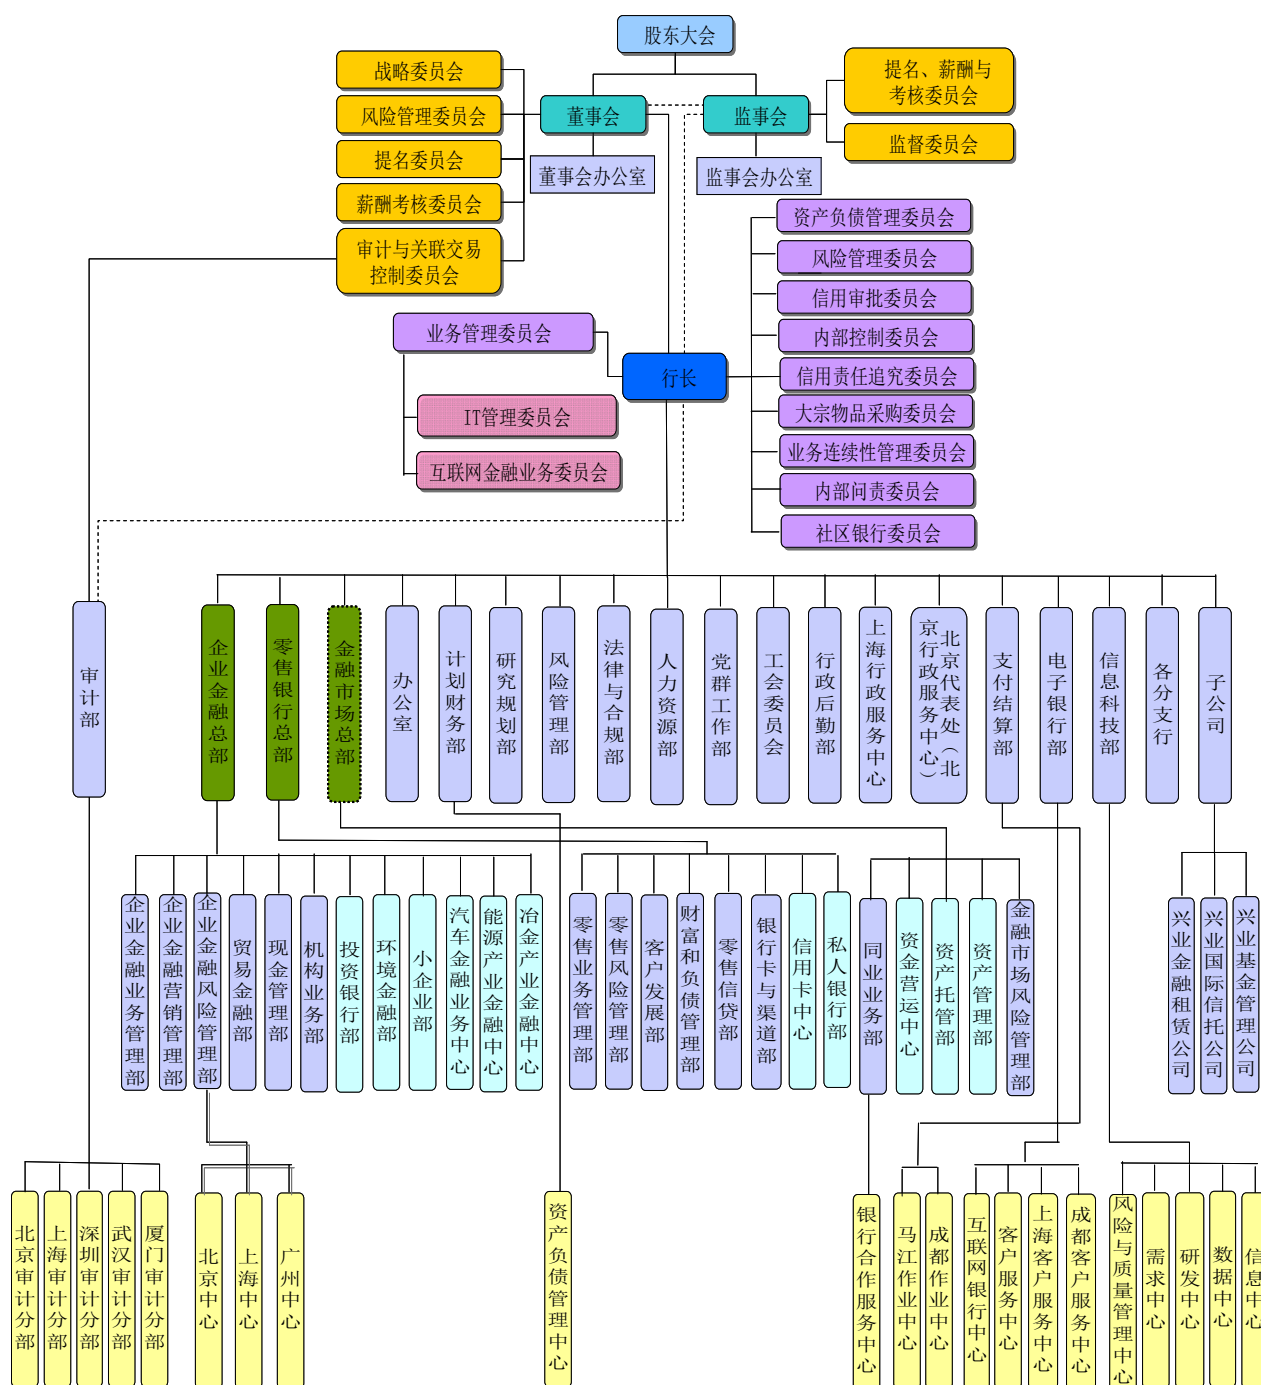 股东大会
战略委员会
风险管理委员会
提名委员会
薪酬考核委员会
审计与关联交易
控制委员会
董事会
监事会
董事会办公室
监事会办公室
提名、薪酬与
考核委员会
监督委员会
资产负债管理委员会
风险管理委员会
信用审批委员会
内部控制委员会
信用责任追究委员会
大宗物品采购委员会
业务连续性管理委员会
内部问责委员会
社区银行委员会
业务管理委员会
行长
IT管理委员会
互联网金融业务委员会
审计部
企业金融总部
零售银行总部
金融市场总部
办公室
计划财务部
研究规划部
风险管理部
法律与合规部
人力资源部
党群工作部
工会委员会
行政后勤部
上海行政服务中心
北京代表处（北
京行政服务中心）
支付结算部
电子银行部
信息科技部
各分支行
子公司
企业金融业务管理部
企业金融营销管理部
企业金融风险管理部
贸易金融部
现金管理部
机构业务部
投资银行部
环境金融部
小企业部
汽车金融业务中心
能源产业金融中心
冶金产业金融中心
零售业务管理部
零售风险管理部
客户发展部
财富和负债管理部
零售信贷部
银行卡与渠道部
信用卡中心
私人银行部
同业业务部
资金营运中心
资产托管部
资产管理部
金融市场风险管理部
兴业金融租赁公司
兴业国际信托公司
兴业基金管理公司
北京审计分部
上海审计分部
深圳审计分部
武汉审计分部
厦门审计分部
北京中心
上海中心
广州中心
资产负债管理中心
银行合作服务中心
马江作业中心
成都作业中心
互联网银行中心
客户服务中心
上海客户服务中心
成都客户服务中心
风险与质量管理中心
需求中心
研发中心
数据中心
信息中心